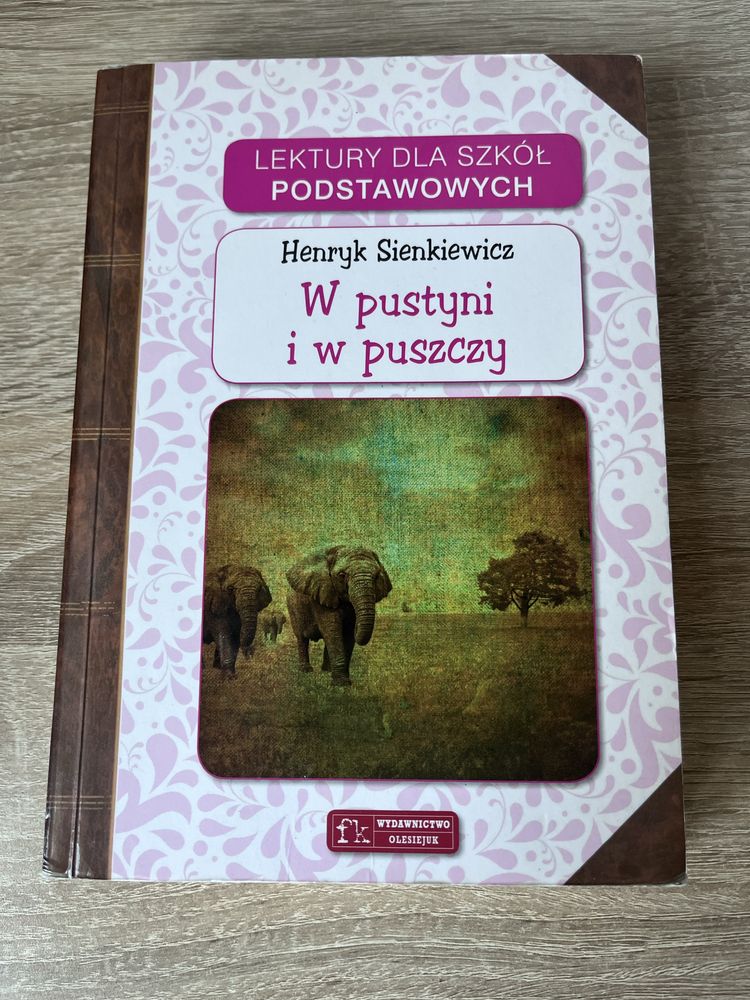 LEKTURY DLA SZKÓŁ
PODSTAWOWYCH
Henryk Sienkiewicz
W pustyni
i w puszczy
fk WYDAWNICTWO
OLESIEJUK